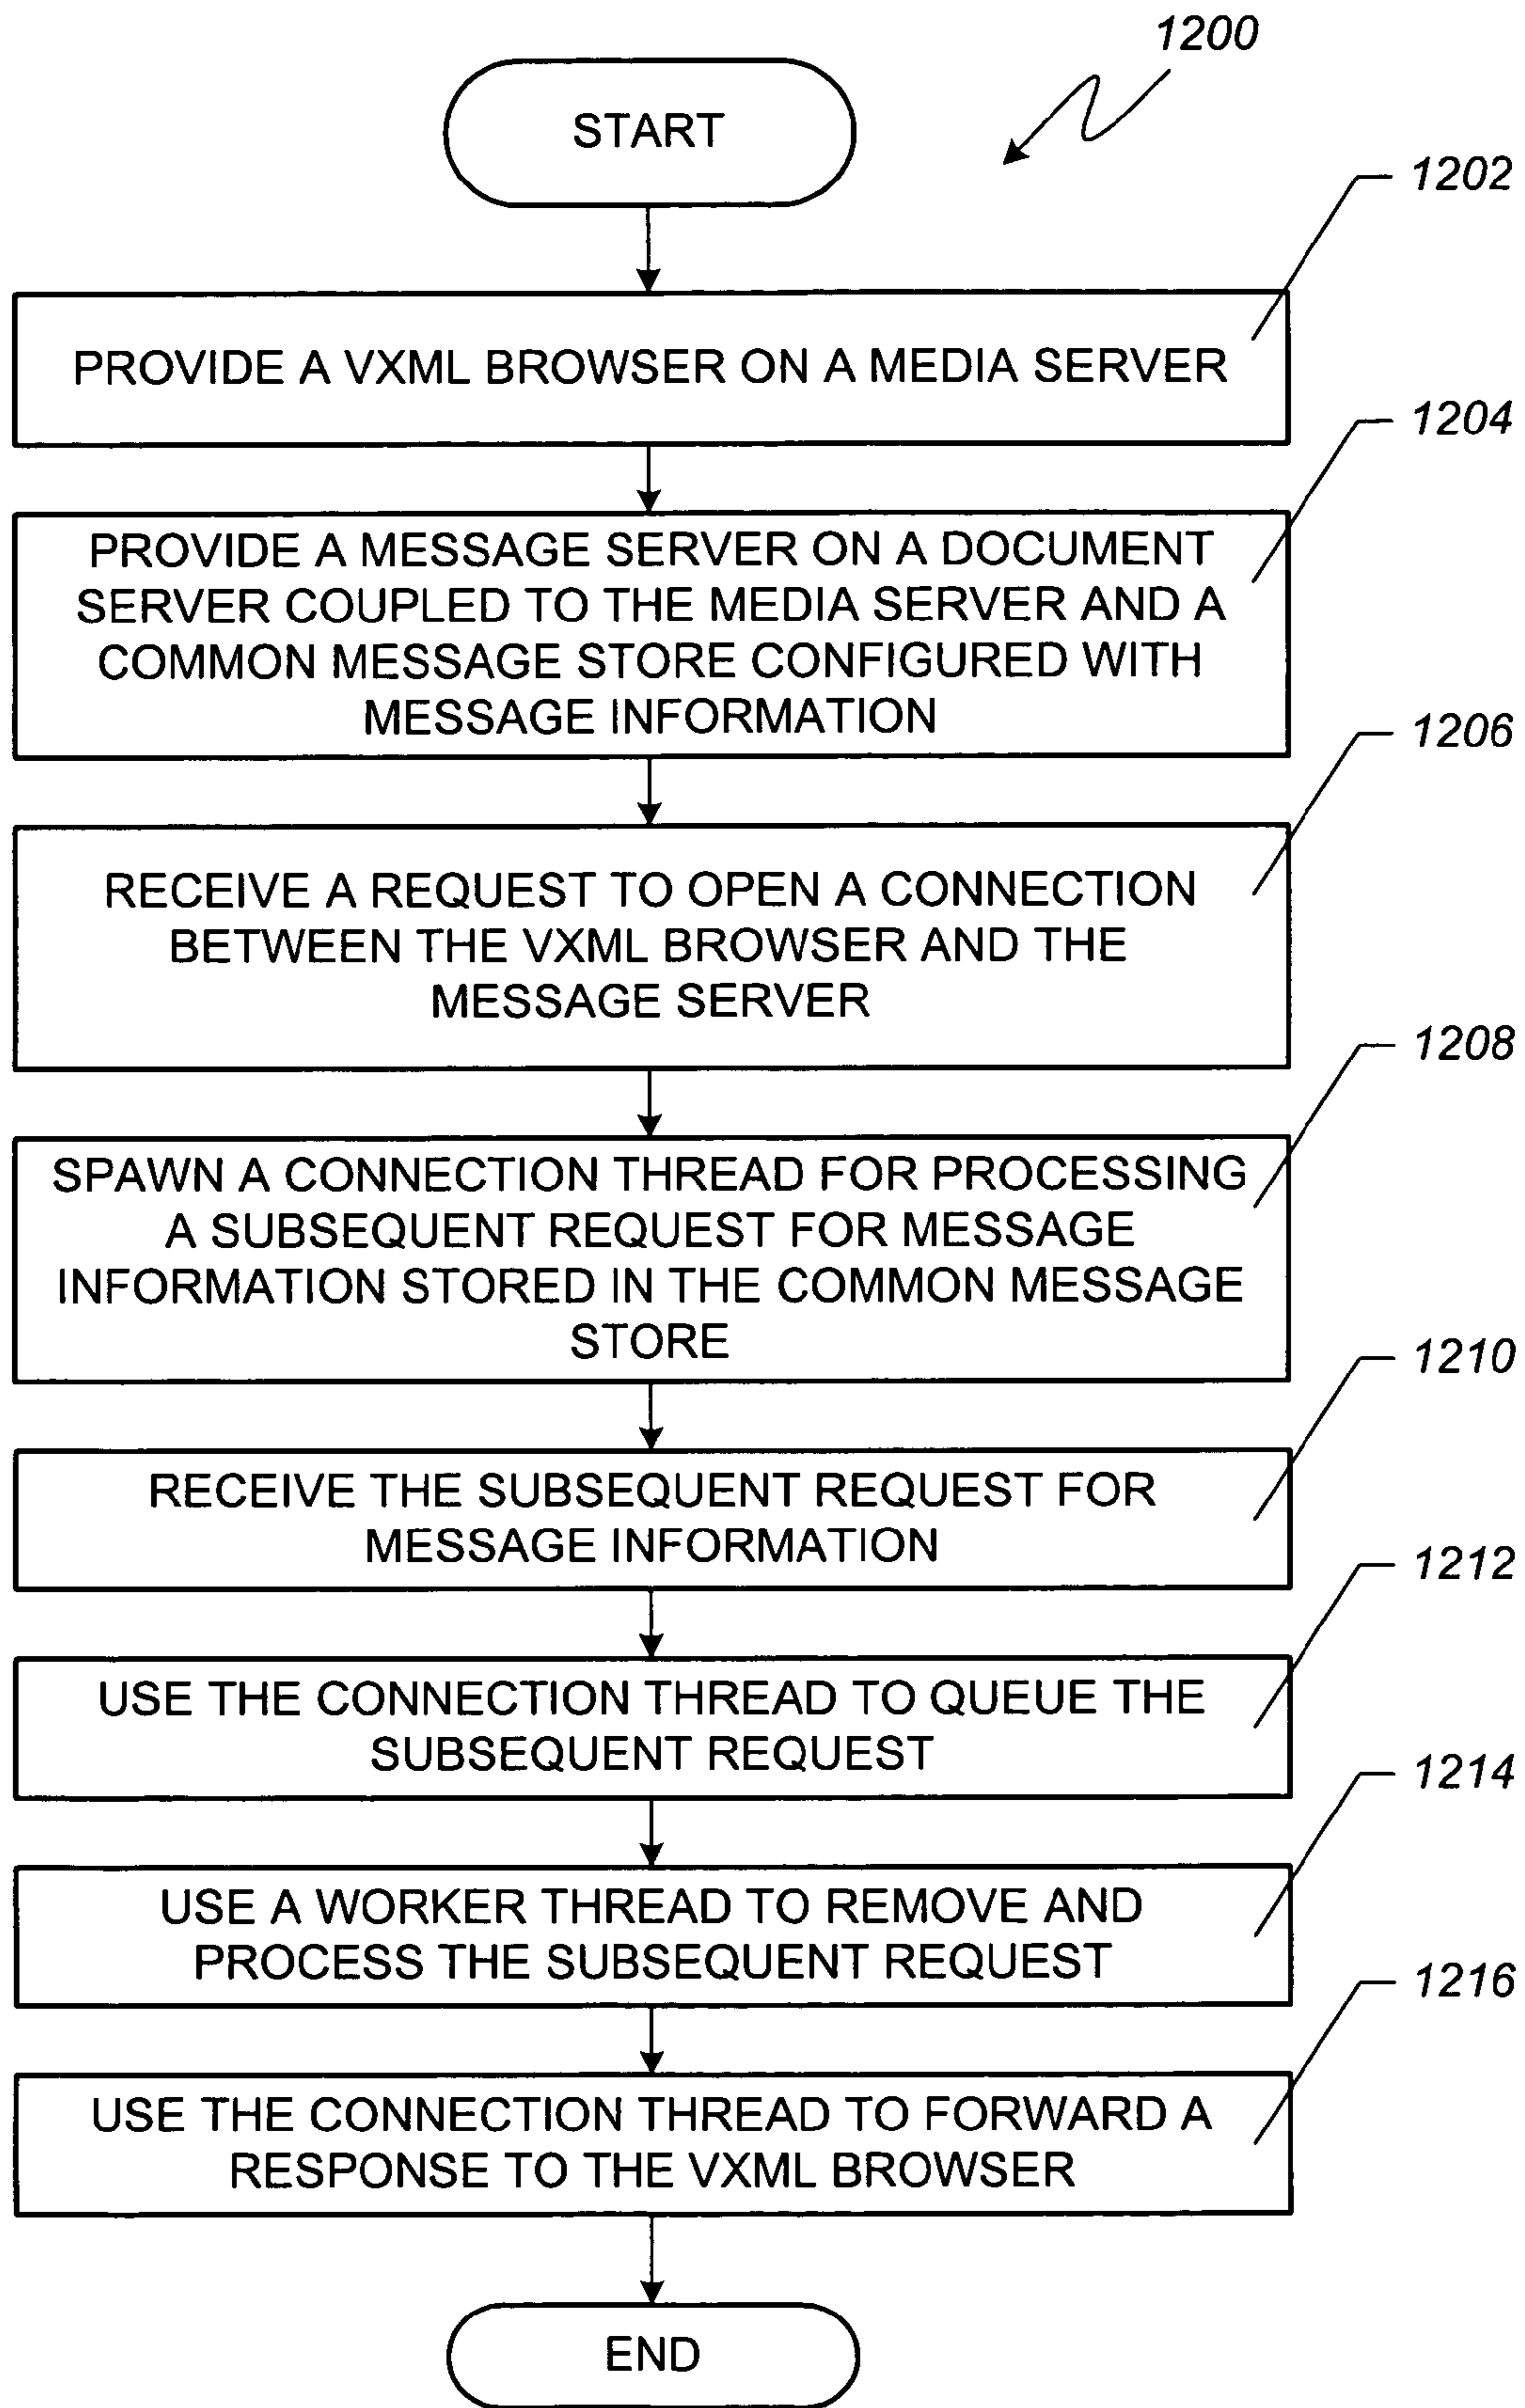 1200
START
1202
PROVIDE A VXML BROWSER ON A MEDIA SERVER
1204
PROVIDE A MESSAGE SERVER ON A DOCUMENT
SERVER COUPLED TO THE MEDIA SERVER AND A
COMMON MESSAGE STORE CONFIGURED WITH
MESSAGE INFORMATION
1206
RECEIVE A REQUEST TO OPEN A CONNECTION
BETWEEN THE VXML BROWSER AND THE
MESSAGE SERVER
1208
SPAWN A CONNECTION THREAD FOR PROCESSING
A SUBSEQUENT REQUEST FOR MESSAGE
INFORMATION STORED IN THE COMMON MESSAGE
STORE
1210
RECEIVE THE SUBSEQUENT REQUEST FOR
MESSAGE INFORMATION
1212
USE THE CONNECTION THREAD TO QUEUE THE
SUBSEQUENT REQUEST
1214
USE A WORKER THREAD TO REMOVE AND
PROCESS THE SUBSEQUENT REQUEST
1216
USE THE CONNECTION THREAD TO FORWARD A
RESPONSE TO THE VXML BROWSER
END